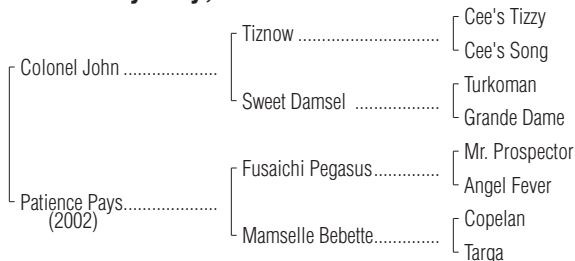 Cee's Tizzy
Tiznow ........................................
Cee's Song
Colonel John ......................
Turkoman
Sweet Damsel ....................
Grande Dame
Mr. Prospector
Fusaichi Pegasus...............
Angel Fever
Patience Pays......................
(2002)
Copelan
Mamselle Bebette...............
Targa